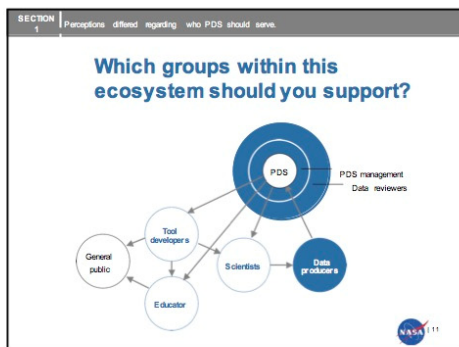 SECTION
1
Perceptions differed regarding who PDS should serve.
Which groups within this
ecosystem should you support?
PDS
PDS management
Data reviewers
Tool
developers
General
public
Scientists
Data
producers
Educator
NASA
11